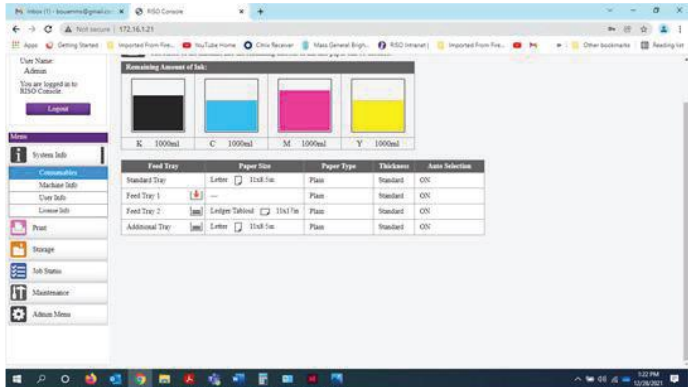 RISO Console
Not secure | 172.16.1.21
Apps Getting Started Imported From Fire... YouTube Home Citrix Receiver Mass General Brigh... RISO Intranet Imported From Fire... Other bookmarks Reading list
User Name:
Admin
You are logged in to
RISO Console.
Logout
Menu
System Info
Consumables
Machine Info
User Info
License Info
Print
Storage
Job Status
Maintenance
Admin Menu
Remaining Amount of Ink:
K 1000ml C 1000ml M 1000ml Y 1000ml
Feed Tray Paper Size Paper Type Thickness Auto Selection
Standard Tray Letter 11x8.5in Plain Standard ON
Feed Tray 1 --- Plain Standard ON
Feed Tray 2 Ledger/Tabloid 11x17in Plain Standard ON
Additional Tray Letter 11x8.5in Plain Standard ON
1:22 PM
12/28/2021